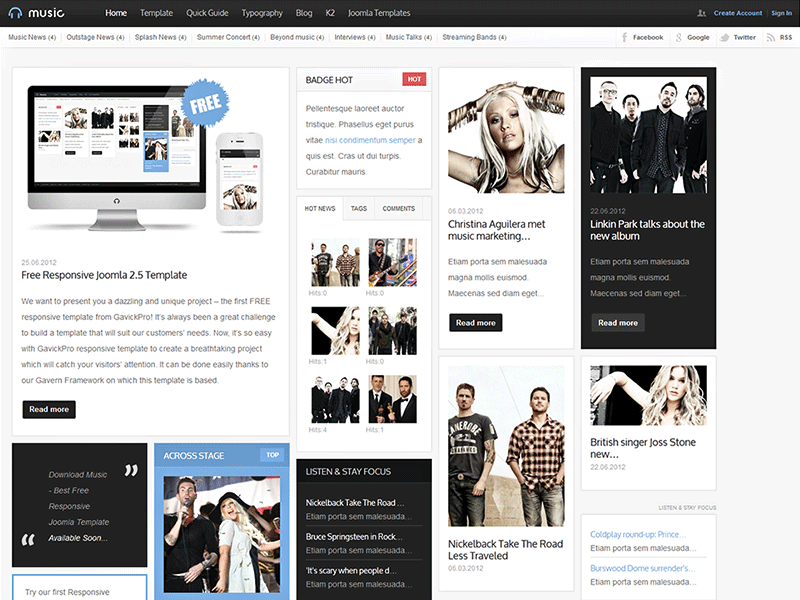 music
Home Template Quick Guide Typography Blog K2 Joomla Templates
Create Account Sign In
Music News (4) Outstage News (4) Splash News (4) Summer Concert (4) Beyond music (4) Interviews (4) Music Talks (4) Streaming Bands (4)
Facebook Google Twitter RSS
FREE
25.06.2012
Free Responsive Joomla 2.5 Template
We want to present you a dazzling and unique project – the first FREE
responsive template from GavickPro! It's always been a great challenge
to build a template that will suit our customers' needs. Now, it's so easy
with GavickPro responsive template to create a breathtaking project
which will catch your visitors' attention. It can be done easily thanks to
our Gavern Framework on which this template is based.
Read more
”
Download Music
- Best Free
Responsive
Joomla Template
Available Soon...
“
Try our first Responsive
ACROSS STAGE
TOP
BADGE HOT
HOT
Pellentesque laoreet auctor
tristique. Phasellus eget purus
vitae nisi condimentum semper a
quis est. Cras ut dui turpis.
Curabitur mauris
HOT NEWS TAGS COMMENTS
Hits: 0 Hits: 0
Hits: 1 Hits: 0
Hits: 4 Hits: 1
LISTEN & STAY FOCUS
Nickelback Take The Road ...
Etiam porta sem malesuada...
Bruce Springsteen in Rock...
Etiam porta sem malesuada...
'It's scary when people d...
Etiam porta sem malesuada...
06.03.2012
Christina Aguilera met
music marketing...
Etiam porta sem malesuada
magna mollis euismod.
Maecenas sed diam eget...
Read more
Nickelback Take The Road
Less Traveled
06.03.2012
22.06.2012
Linkin Park talks about the
new album
Etiam porta sem malesuada
magna mollis euismod.
Maecenas sed diam eget...
Read more
British singer Joss Stone
new...
22.06.2012
LISTEN & STAY FOCUS
Coldplay round-up: Prince...
Etiam porta sem malesuada...
Burswood Dome surrender's...
Etiam porta sem malesuada...